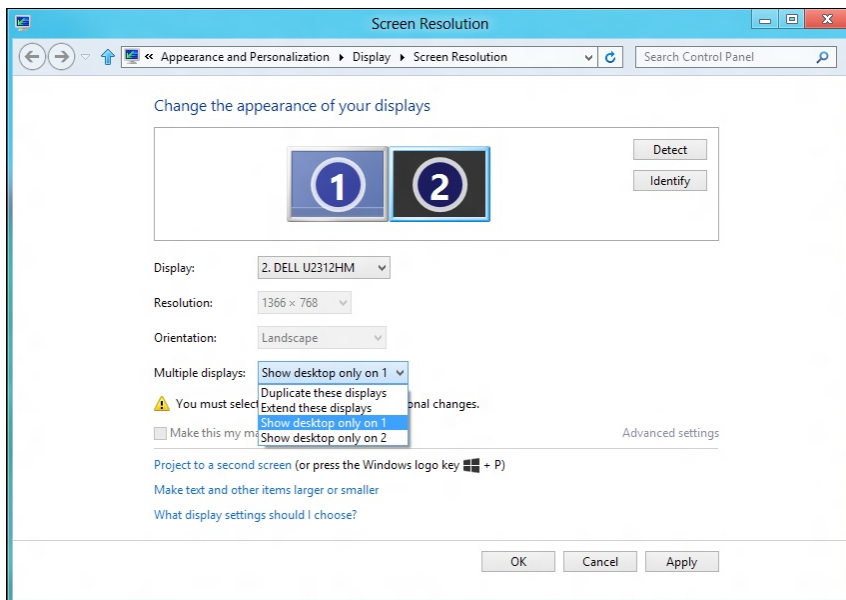 Screen Resolution
« Appearance and Personalization Display Screen Resolution
Search Control Panel
Change the appearance of your displays
1 2
Detect
Identify
Display: 2. DELL U2312HM
Resolution: 1366 × 768
Orientation: Landscape
Multiple displays: Show desktop only on 1
Duplicate these displays
You must selec onal changes.
Extend these displays
Show desktop only on 1
Make this my ma Advanced settings
Show desktop only on 2
Project to a second screen (or press the Windows logo key + P)
Make text and other items larger or smaller
What display settings should I choose?
OK Cancel Apply